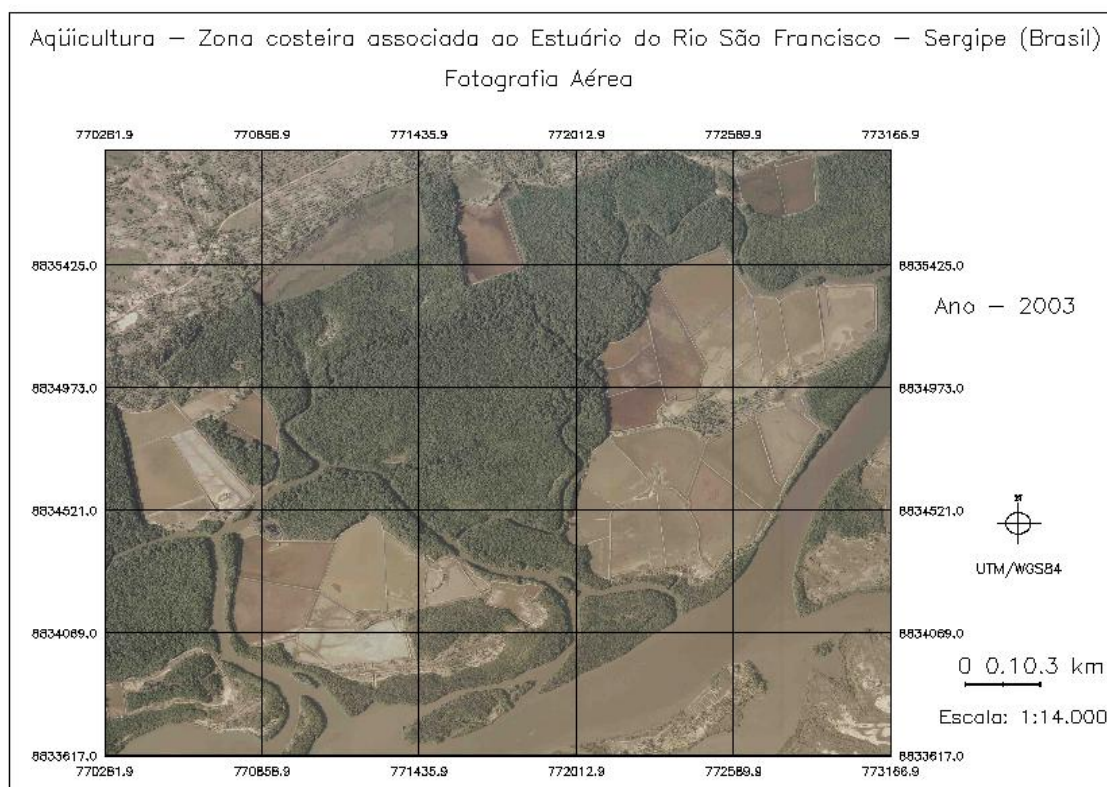 Aqüicultura – Zona costeira associada ao Estuário do Rio São Francisco – Sergipe (Brasil)
Fotografia Aérea
770281.9 770858.9 771435.9 772012.9 772589.9 773166.9
8835425.0 8835425.0
Ano – 2003
8834973.0 8834973.0
8834521.0 8834521.0
N
UTM/WGS84
8834069.0 8834069.0
0 0.10.3 km
Escala: 1:14.000
8833617.0 8833617.0
770281.9 770858.9 771435.9 772012.9 772589.9 773166.9